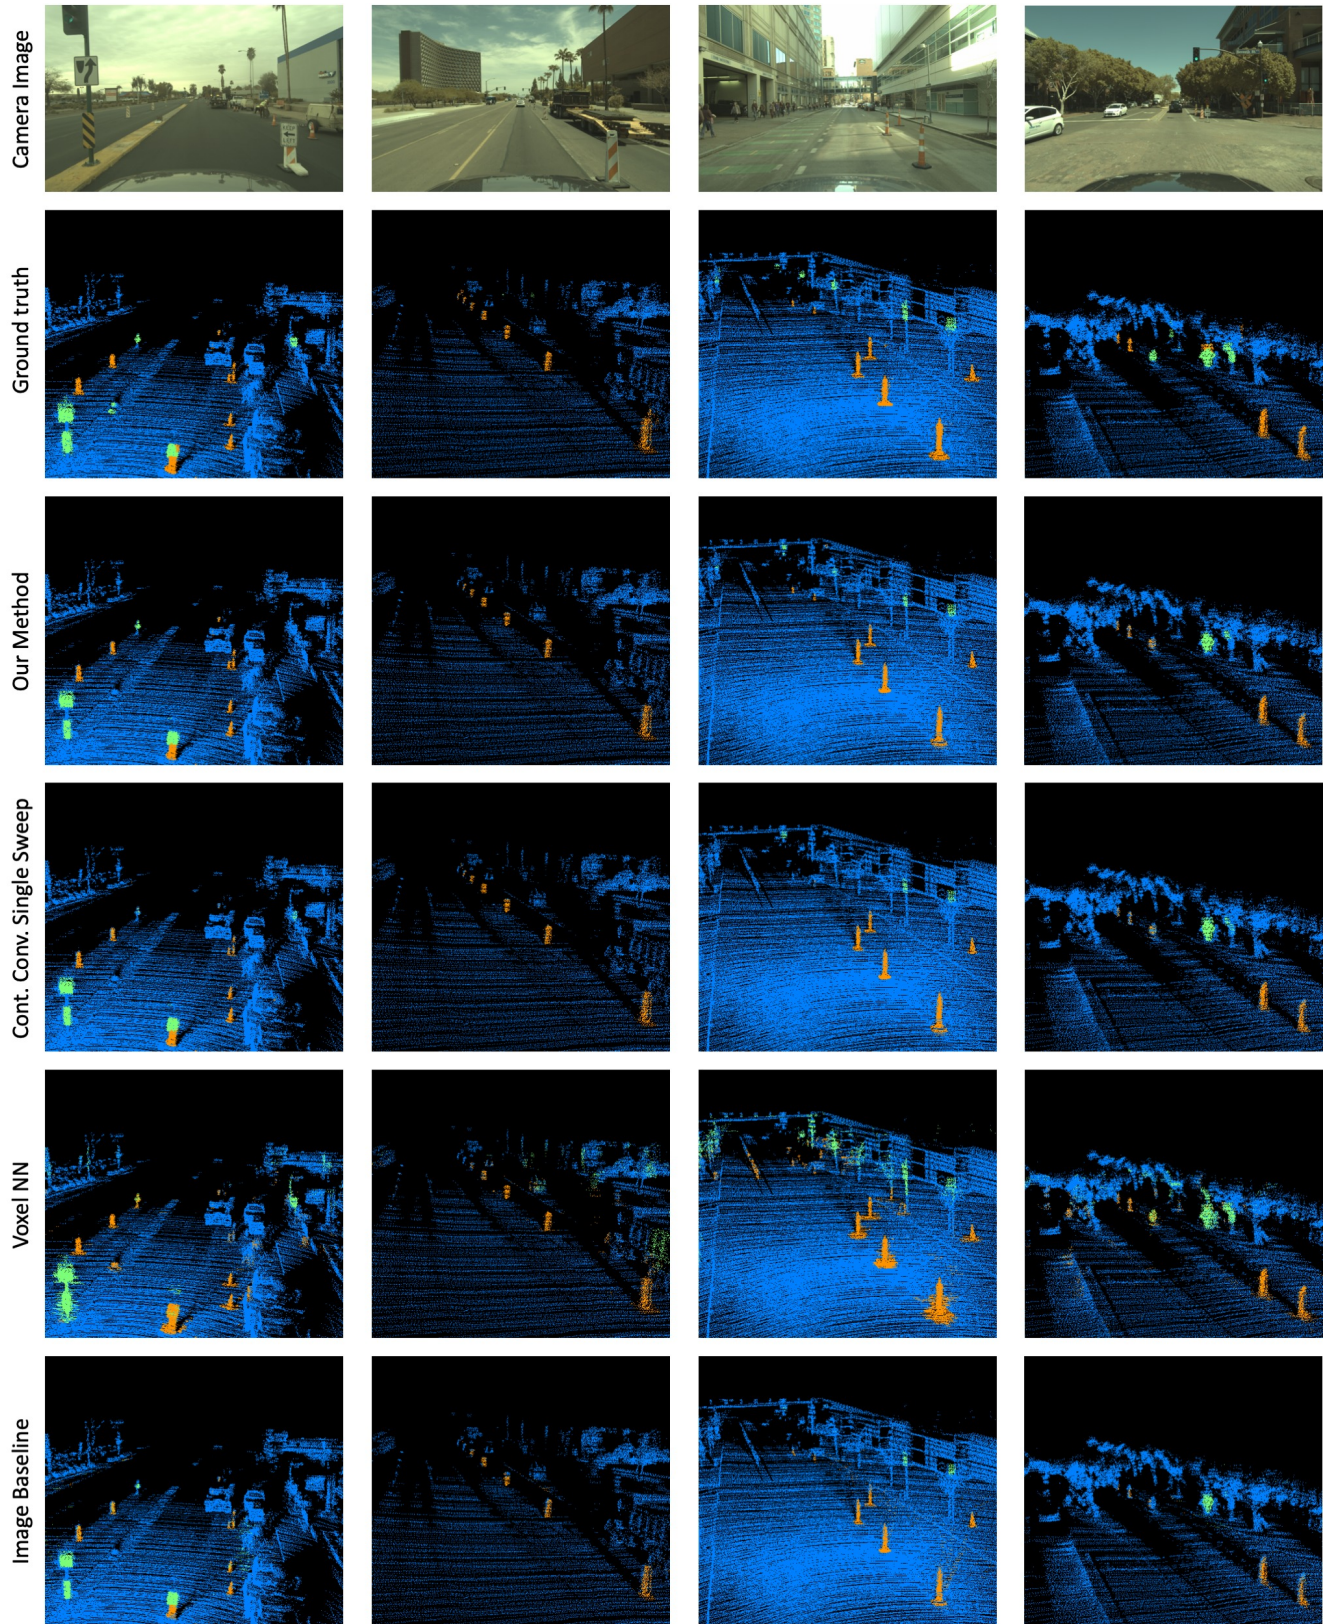 Camera Image
Ground truth
Our Method
Cont. Conv. Single Sweep
Voxel NN
Image Baseline